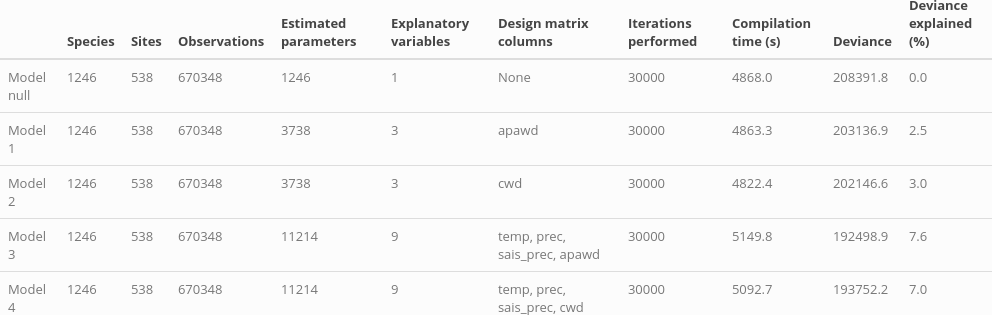 Species Sites Observations Estimated parameters Explanatory variables Design matrix columns Iterations performed Compilation time (s) Deviance Deviance explained (%)
Model null 1246 538 670348 1246 1 None 30000 4868.0 208391.8 0.0
Model 1 1246 538 670348 3738 3 apawd 30000 4863.3 203136.9 2.5
Model 2 1246 538 670348 3738 3 cwd 30000 4822.4 202146.6 3.0
Model 3 1246 538 670348 11214 9 temp, prec, sais_prec, apawd 30000 5149.8 192498.9 7.6
Model 4 1246 538 670348 11214 9 temp, prec, sais_prec, cwd 30000 5092.7 193752.2 7.0